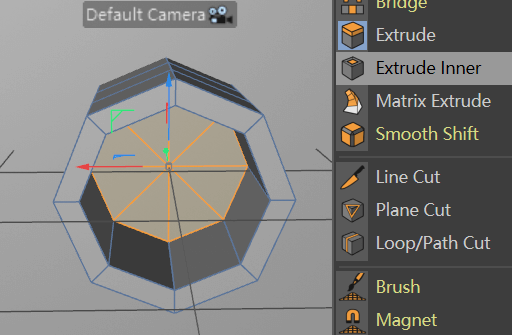 Default Camera
Bridge
Extrude
Extrude Inner
Matrix Extrude
Smooth Shift
Line Cut
Plane Cut
Loop/Path Cut
Brush
Magnet